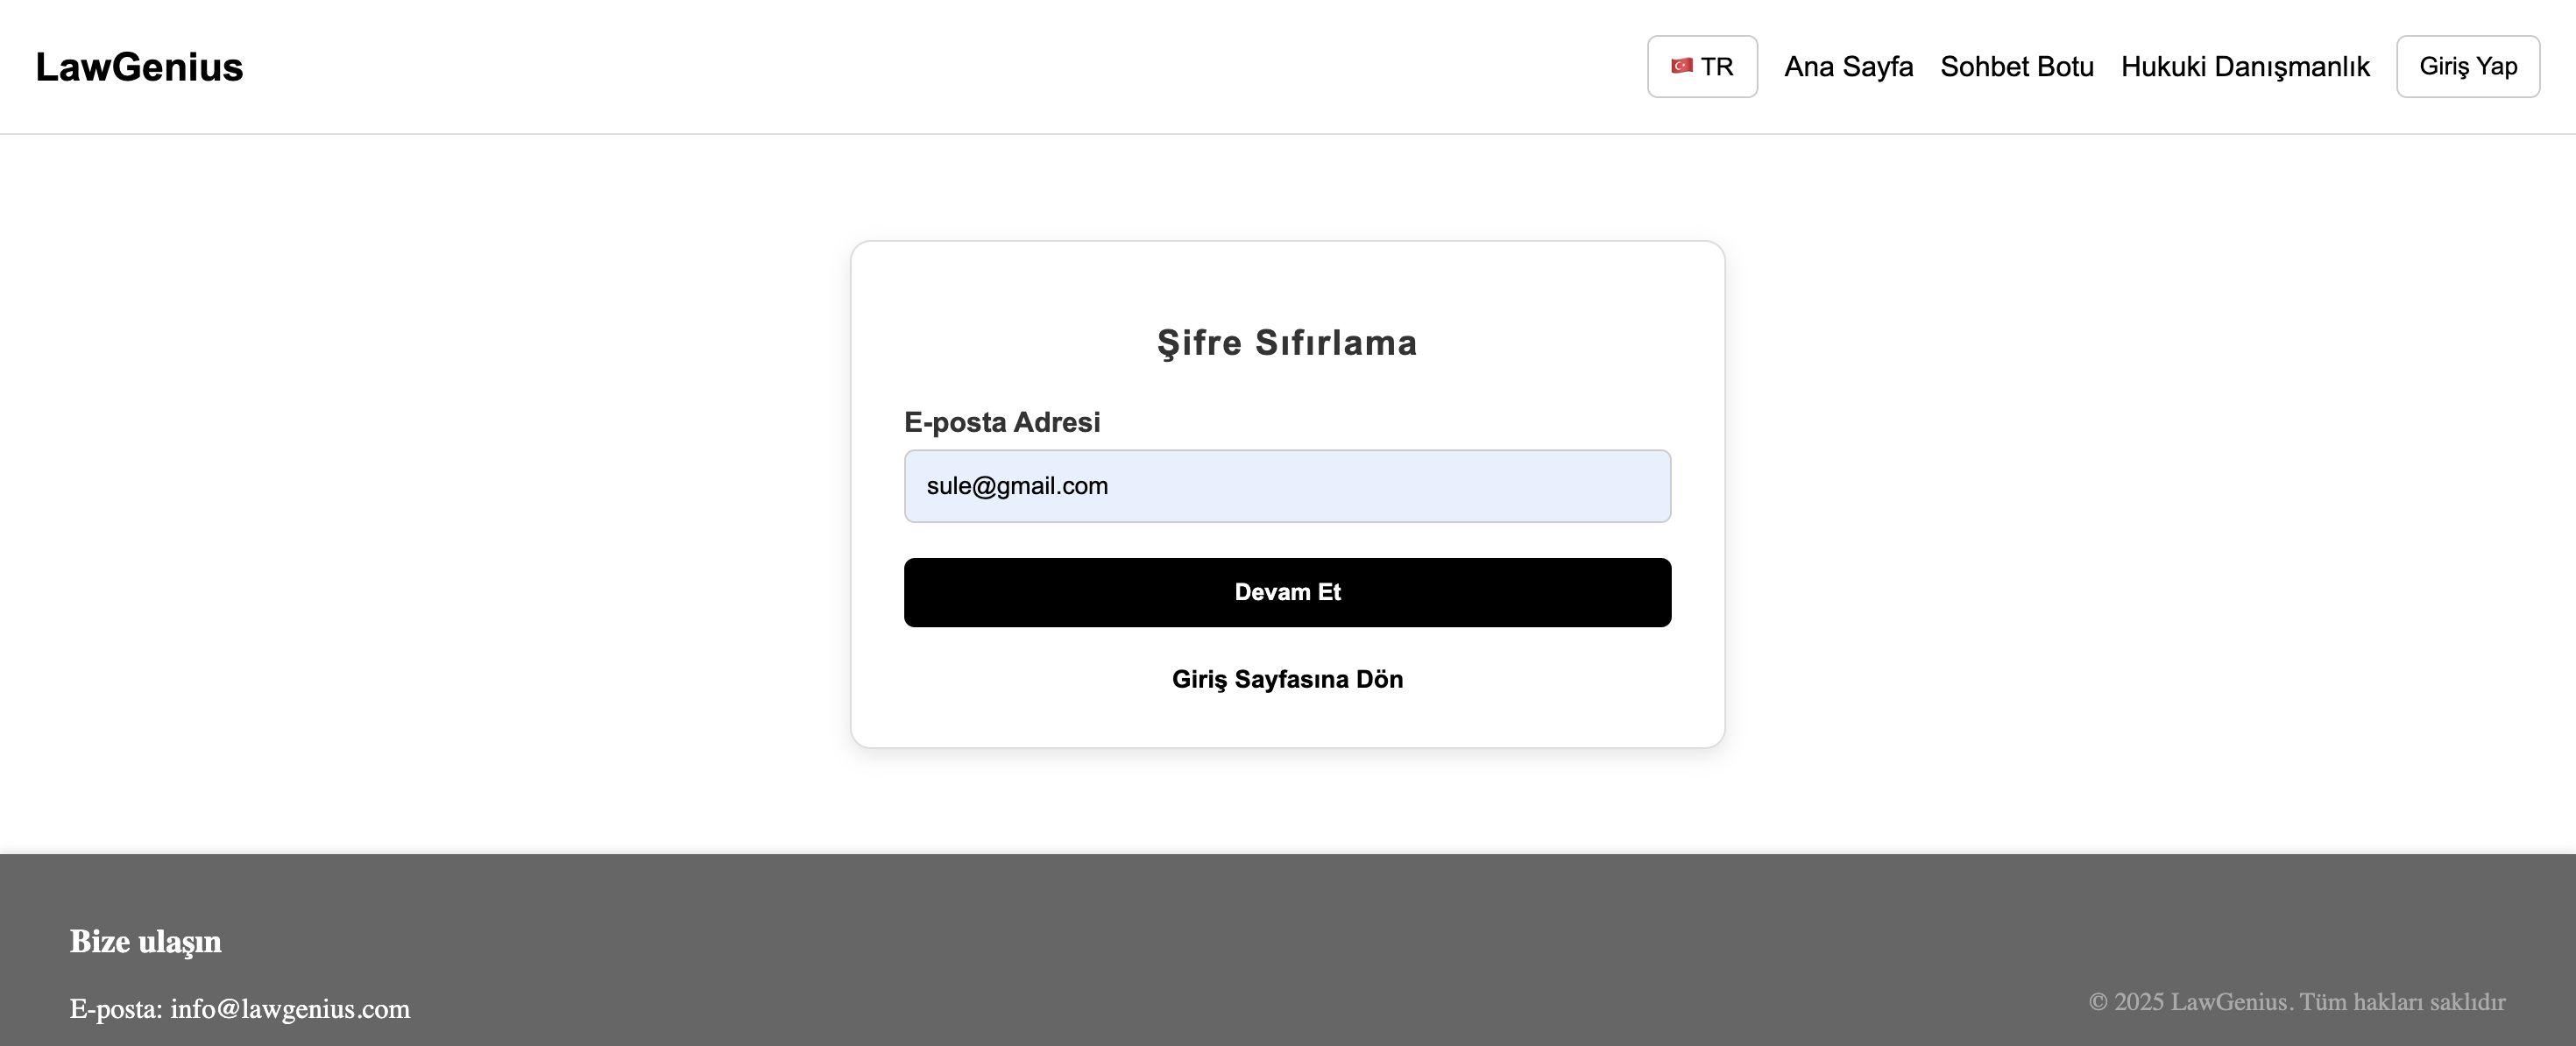 LawGenius
TR Ana Sayfa Sohbet Botu Hukuki Danışmanlık Giriş Yap
Şifre Sıfırlama
E-posta Adresi
sule@gmail.com
Devam Et
Giriş Sayfasına Dön
Bize ulaşın
E-posta: info@lawgenius.com
© 2025 LawGenius. Tüm hakları saklıdır